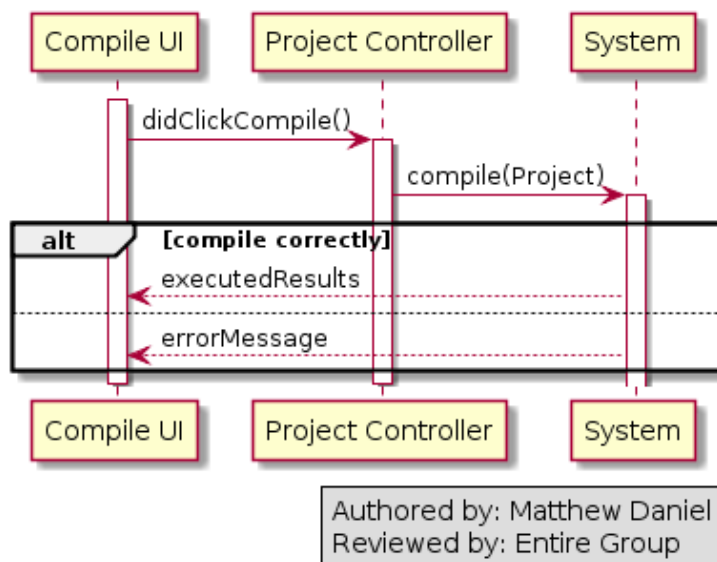 Compile UI
Project Controller
System
didClickCompile()
compile(Project)
alt
[compile correctly]
executedResults
errorMessage
Compile UI
Project Controller
System
Authored by: Matthew Daniel
Reviewed by: Entire Group